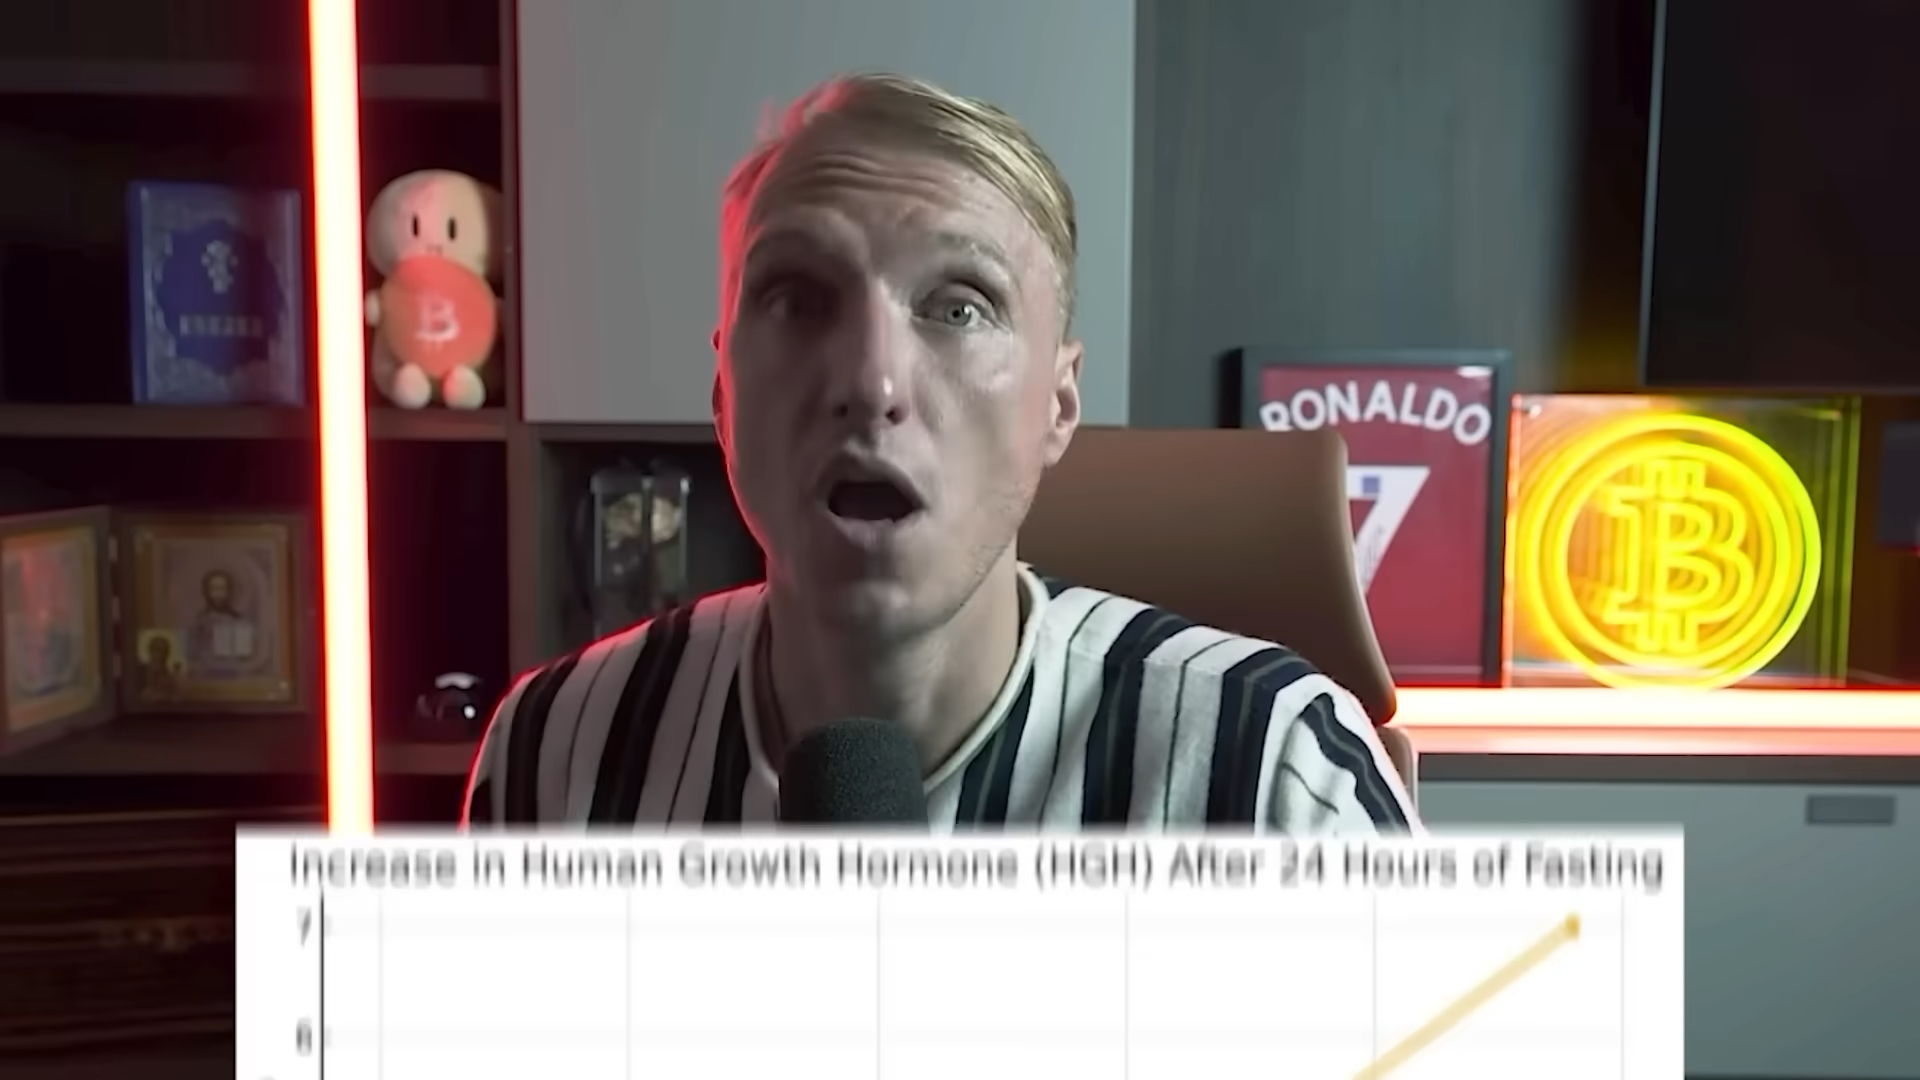 RONALDO
7
B
B
Increase in Human Growth Hormone (HGH) After 24 Hours of Fasting
7
6